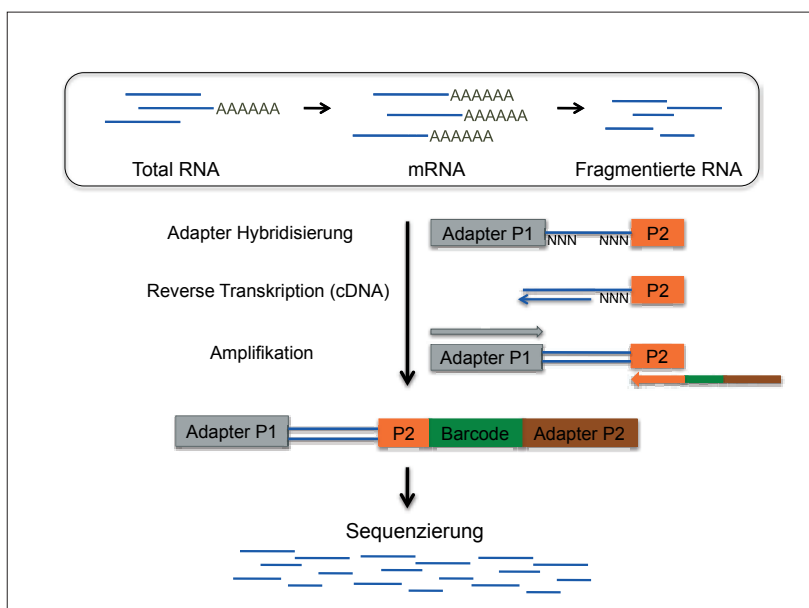 AAAAAA
AAAAAA
AAAAAA
AAAAAA
Total RNA mRNA Fragmentierte RNA
Adapter Hybridisierung Adapter P1 NNN NNN P2
Reverse Transkription (cDNA) NNN P2
Amplifikation Adapter P1 P2
Adapter P1 P2 Barcode Adapter P2
Sequenzierung